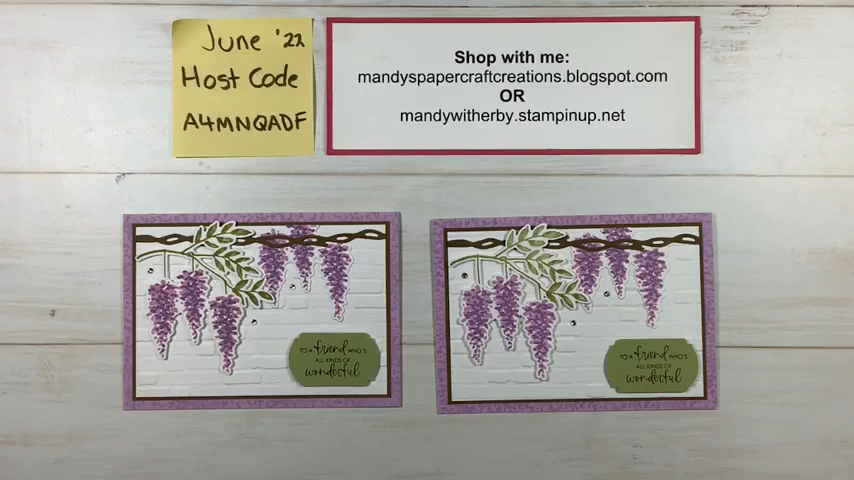 June '22
Host Code
A4MNQADF
Shop with me:
mandyspapercraftcreations.blogspot.com
OR
mandywitherby.stampinup.net
TO A friend WHO'S
ALL KINDS OF
wonderful
TO A friend WHO'S
ALL KINDS OF
wonderful